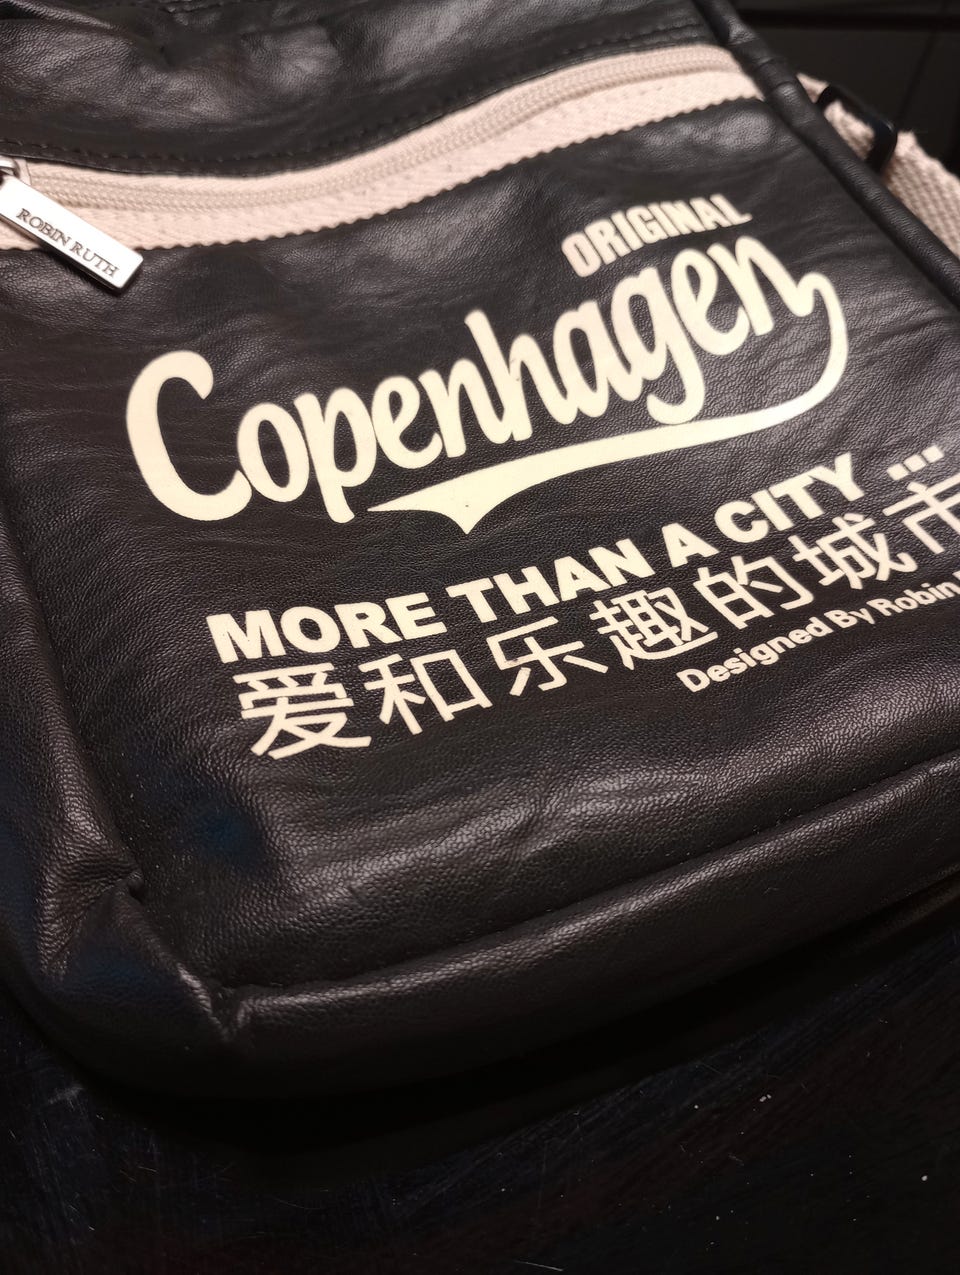 ROBIN RUTH
ORIGINAL
Copenhagen
MORE THAN A CITY ...
爱和乐趣的城市
Designed By Robin